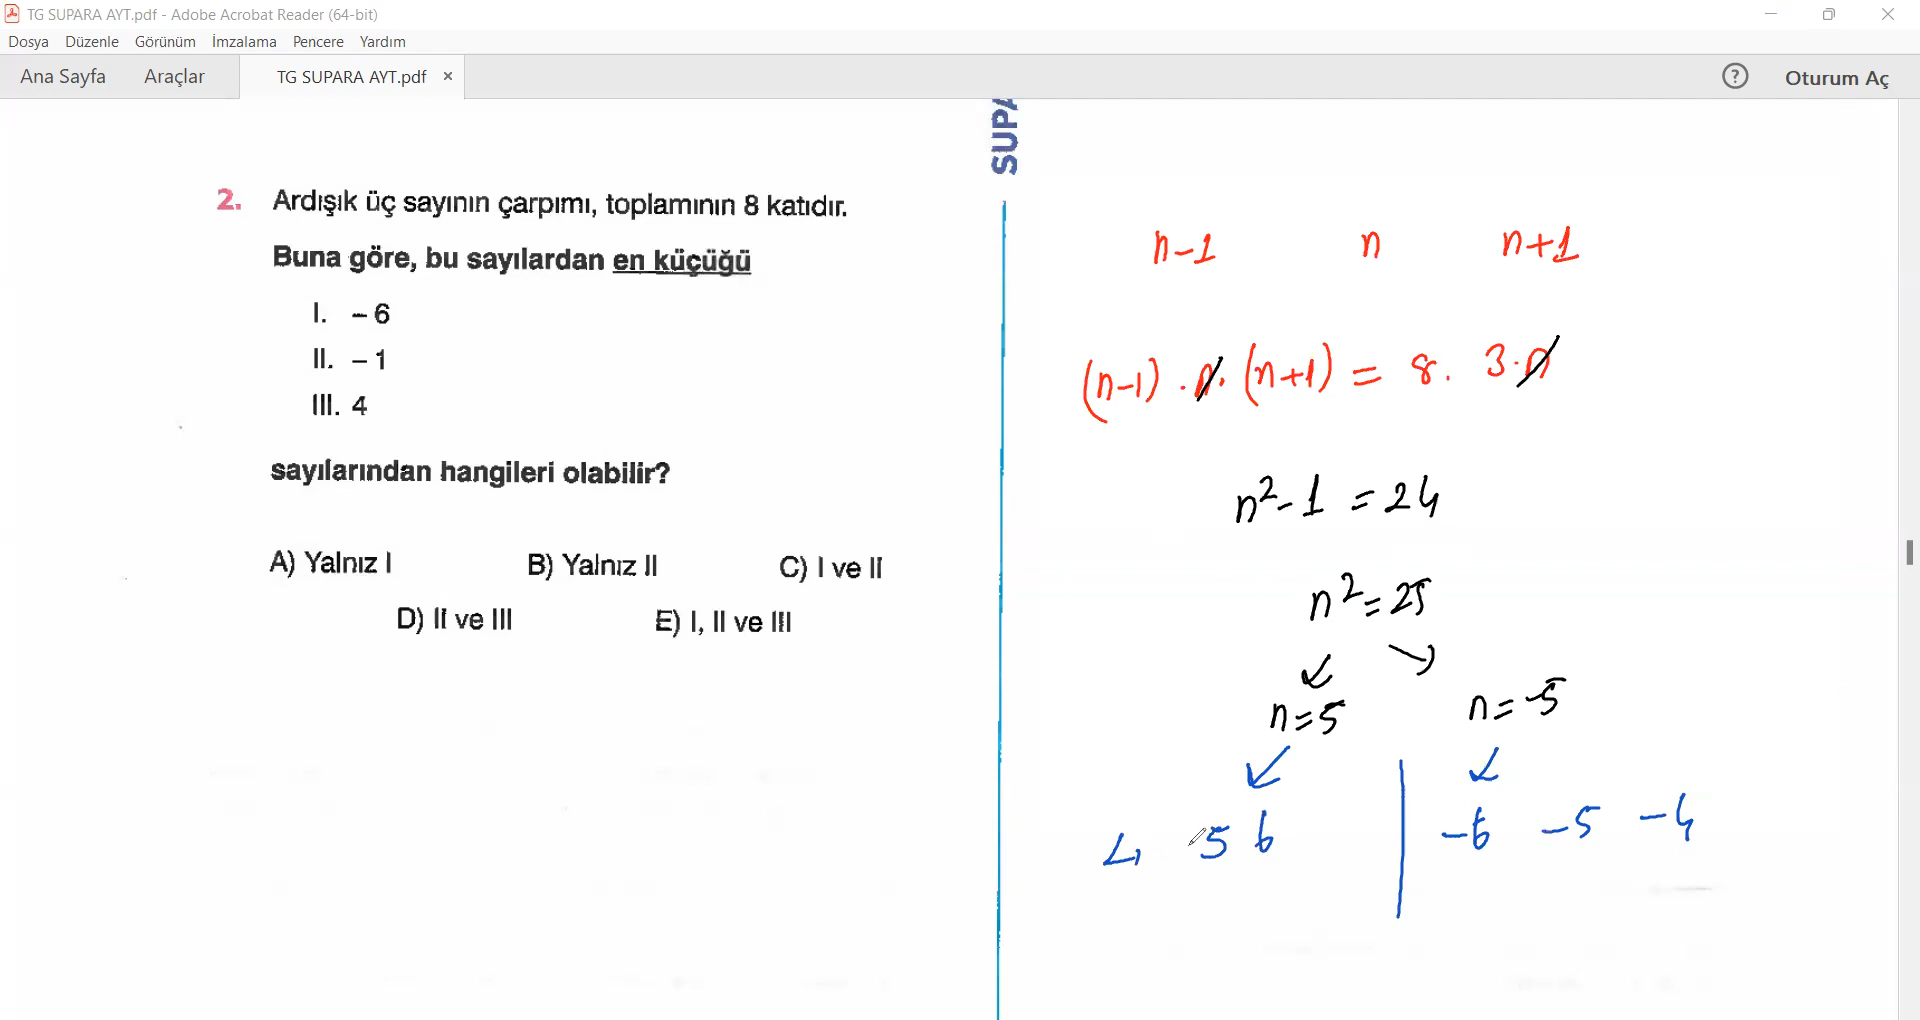 TG SUPARA AYT.pdf - Adobe Acrobat Reader (64-bit)
Dosya Düzenle Görünüm İmzalama Pencere Yardım
Ana Sayfa Araçlar TG SUPARA AYT.pdf × ? Oturum Aç
SUPA
2. Ardışık üç sayının çarpımı, toplamının 8 katıdır.
Buna göre, bu sayılardan en küçüğü
I. – 6
II. – 1
III. 4
sayılarından hangileri olabilir?
A) Yalnız I B) Yalnız II C) I ve II
D) II ve III E) I, II ve III
n-1 n n+1
(n-1) . n . (n+1) = 8 . 3 . n
n²-1 = 24
n² = 25
n=5 n=-5
4 5 6 -6 -5 -4